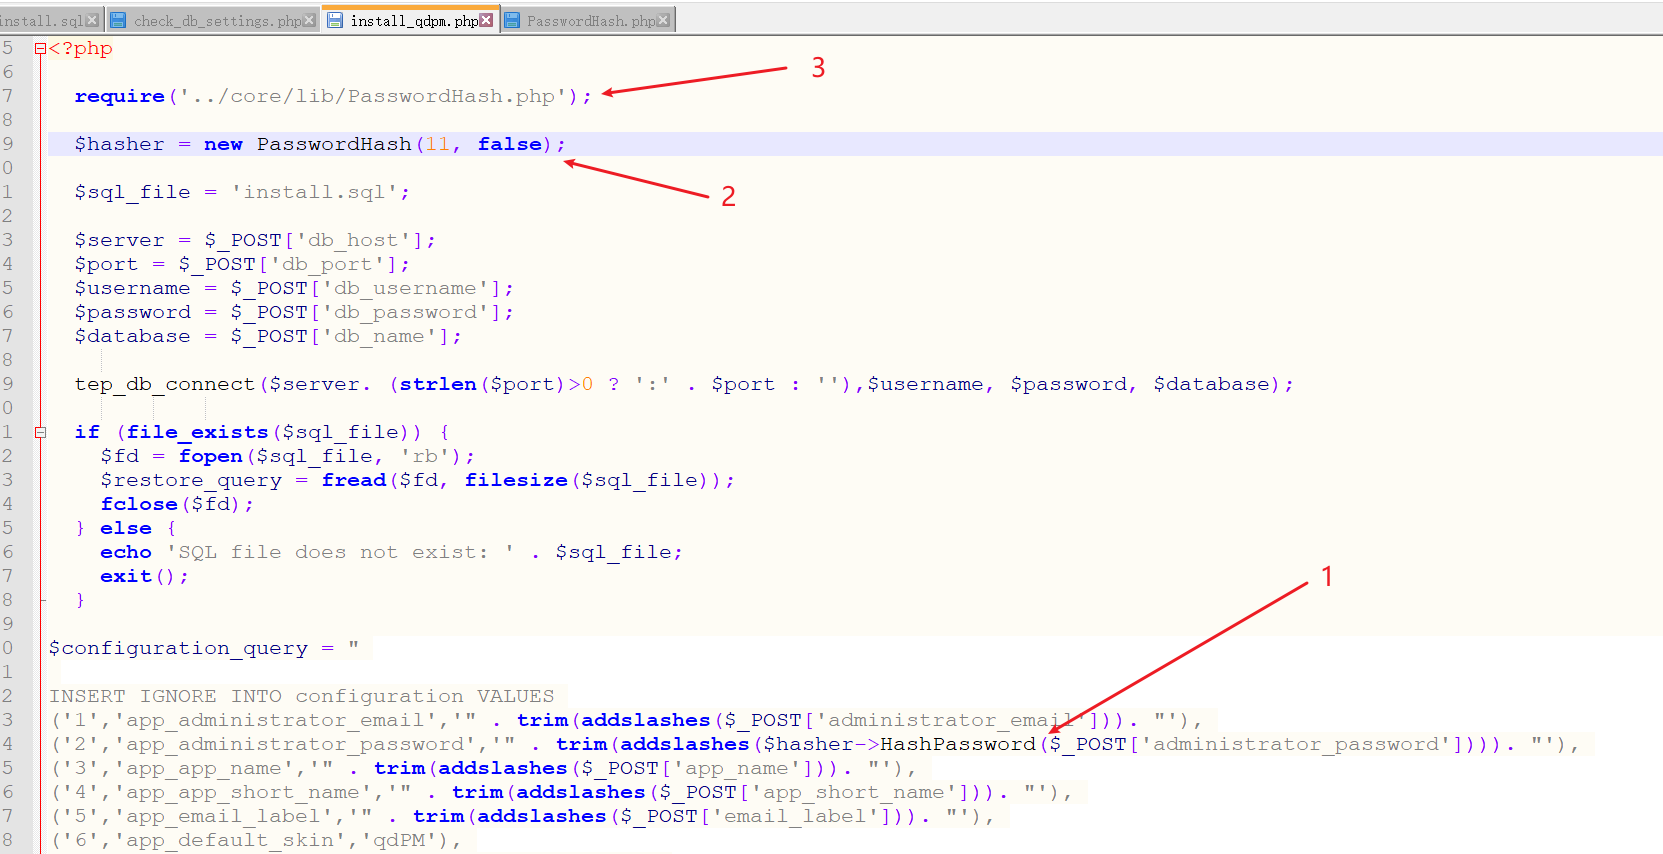 install.sql check_db_settings.php install_qdpm.php PasswordHash.php
5 <?php
6 3
7 require('../core/lib/PasswordHash.php');
8
9 $hasher = new PasswordHash(11, false);
0
1 $sql_file = 'install.sql'; 2
2
3 $server = $_POST['db_host'];
4 $port = $_POST['db_port'];
5 $username = $_POST['db_username'];
6 $password = $_POST['db_password'];
7 $database = $_POST['db_name'];
8
9 tep_db_connect($server. (strlen($port)>0 ? ':' . $port : ''),$username, $password, $database);
0
1 if (file_exists($sql_file)) {
2 $fd = fopen($sql_file, 'rb');
3 $restore_query = fread($fd, filesize($sql_file));
4 fclose($fd);
5 } else {
6 echo 'SQL file does not exist: ' . $sql_file;
7 exit(); 1
8 }
9
0 $configuration_query = "
1
2 INSERT IGNORE INTO configuration VALUES
3 ('1','app_administrator_email','" . trim(addslashes($_POST['administrator_email'])). "'),
4 ('2','app_administrator_password','" . trim(addslashes($hasher->HashPassword($_POST['administrator_password']))). "'),
5 ('3','app_app_name','" . trim(addslashes($_POST['app_name'])). "'),
6 ('4','app_app_short_name','" . trim(addslashes($_POST['app_short_name'])). "'),
7 ('5','app_email_label','" . trim(addslashes($_POST['email_label'])). "'),
8 ('6','app_default_skin','qdPM'),